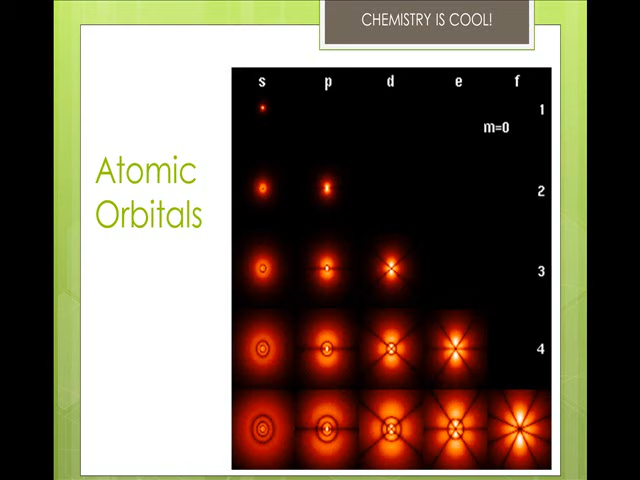 CHEMISTRY IS COOL!
Atomic
Orbitals
s p d e f
1
m=0
2
3
4